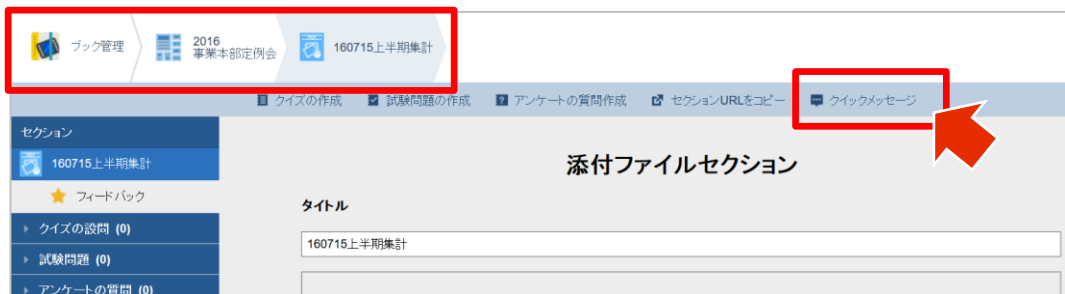 ブック管理
2016
事業本部定例会
160715上半期集計
クイズの作成
試験問題の作成
アンケートの質問作成
セクションURLをコピー
クイックメッセージ
セクション
160715上半期集計
フィードバック
クイズの設問 (0)
試験問題 (0)
アンケートの質問 (0)
添付ファイルセクション
タイトル
160715上半期集計